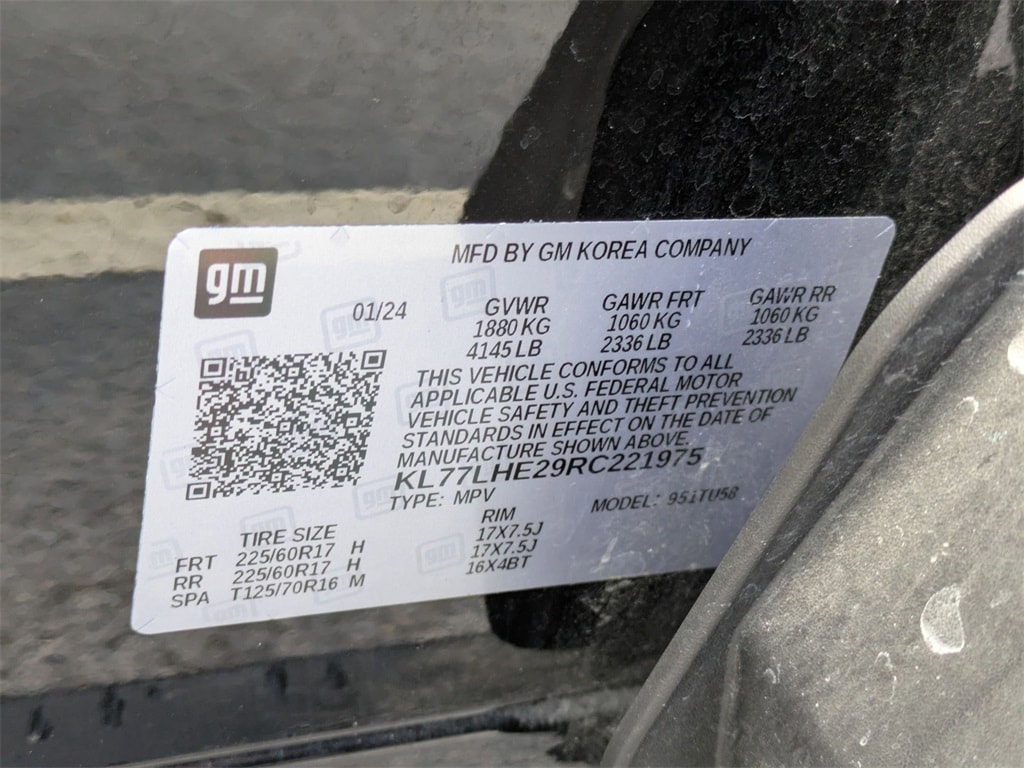 gm
MFD BY GM KOREA COMPANY
01/24 GVWR GAWR FRT GAWR RR
1880 KG 1060 KG 1060 KG
4145 LB 2336 LB 2336 LB
THIS VEHICLE CONFORMS TO ALL
APPLICABLE U.S. FEDERAL MOTOR
VEHICLE SAFETY AND THEFT PREVENTION
STANDARDS IN EFFECT ON THE DATE OF
MANUFACTURE SHOWN ABOVE.
KL77LHE29RC221975
TYPE: MPV MODEL: 951TU58
TIRE SIZE RIM
FRT 225/60R17 H 17X7.5J
RR 225/60R17 H 17X7.5J
SPA T125/70R16 M 16X4BT